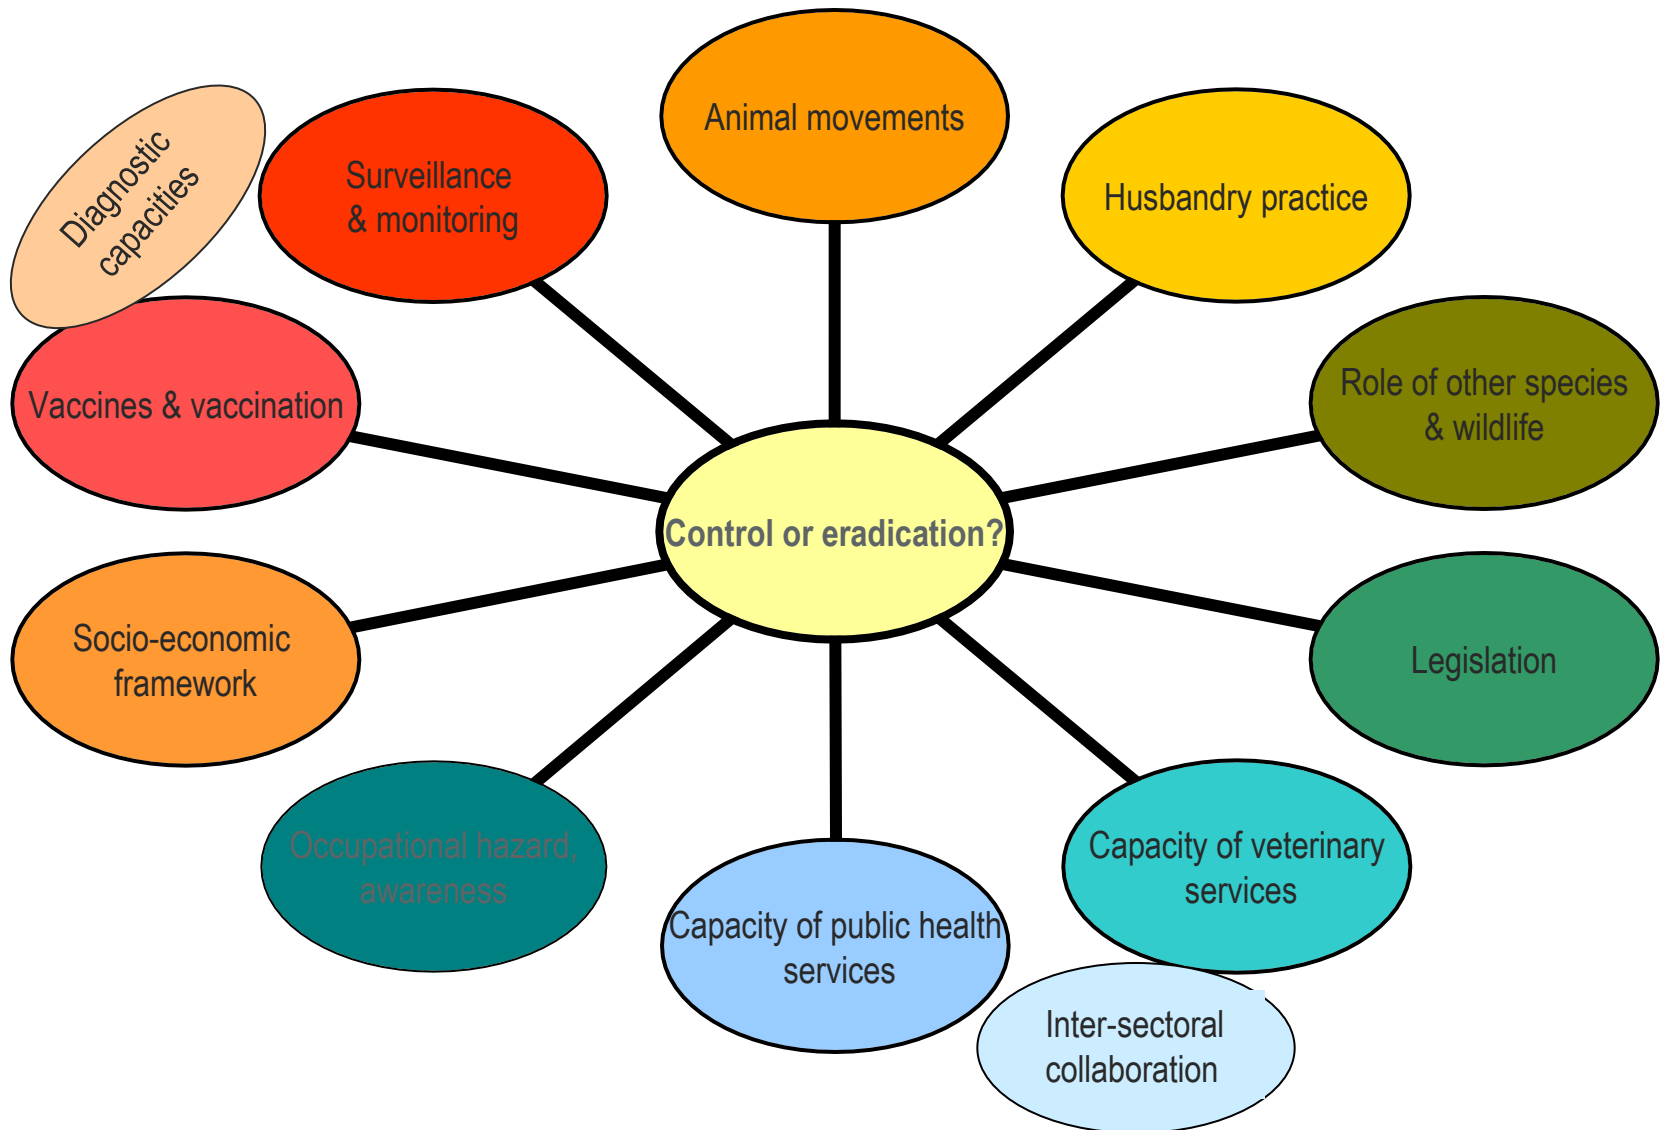 Animal movements
Diagnostic
capacities
Surveillance
& monitoring
Husbandry practice
Vaccines & vaccination
Role of other species
& wildlife
Control or eradication?
Socio-economic
framework
Legislation
Occupational hazard,
awareness
Capacity of public health
services
Capacity of veterinary
services
Inter-sectoral
collaboration